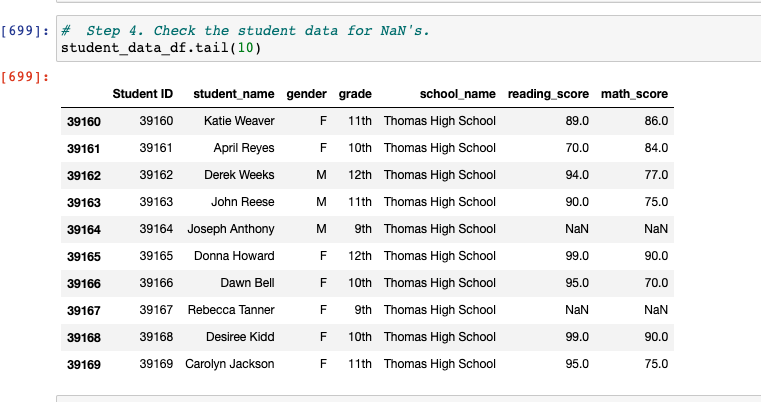 [699]: #  Step 4. Check the student data for NaN's.
student_data_df.tail(10)
[699]:
Student ID student_name gender grade school_name reading_score math_score
39160 39160 Katie Weaver F 11th Thomas High School 89.0 86.0
39161 39161 April Reyes F 10th Thomas High School 70.0 84.0
39162 39162 Derek Weeks M 12th Thomas High School 94.0 77.0
39163 39163 John Reese M 11th Thomas High School 90.0 75.0
39164 39164 Joseph Anthony M 9th Thomas High School NaN NaN
39165 39165 Donna Howard F 12th Thomas High School 99.0 90.0
39166 39166 Dawn Bell F 10th Thomas High School 95.0 70.0
39167 39167 Rebecca Tanner F 9th Thomas High School NaN NaN
39168 39168 Desiree Kidd F 10th Thomas High School 99.0 90.0
39169 39169 Carolyn Jackson F 11th Thomas High School 95.0 75.0